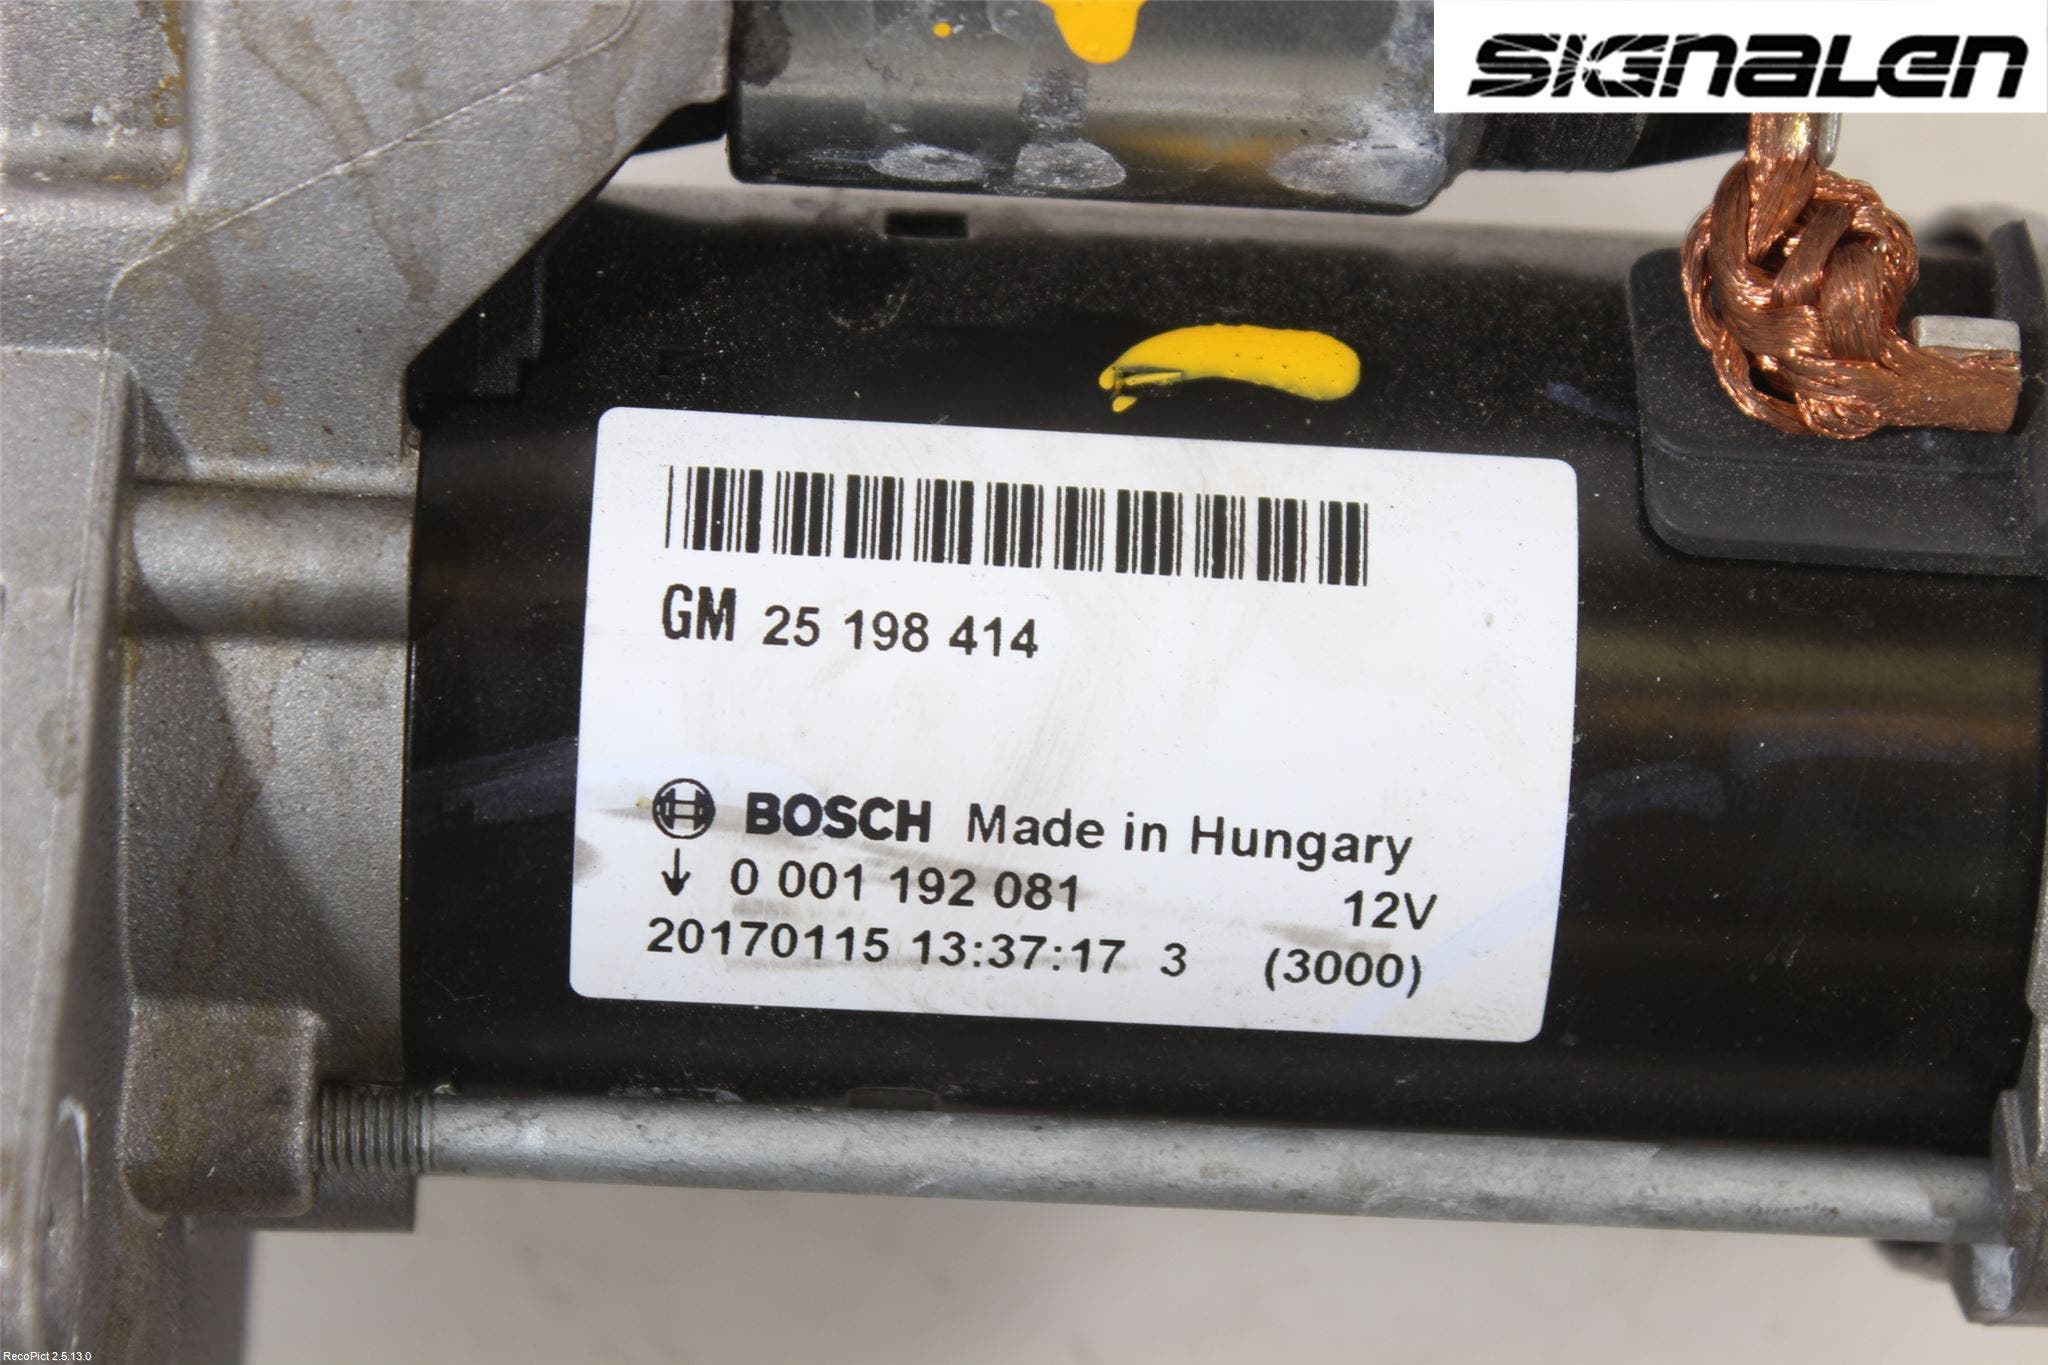 SIGNALEN
GM 25 198 414
BOSCH Made in Hungary
↓ 0 001 192 081 12V
20170115 13:37:17 3 (3000)
RecoPict 2.5.13.0